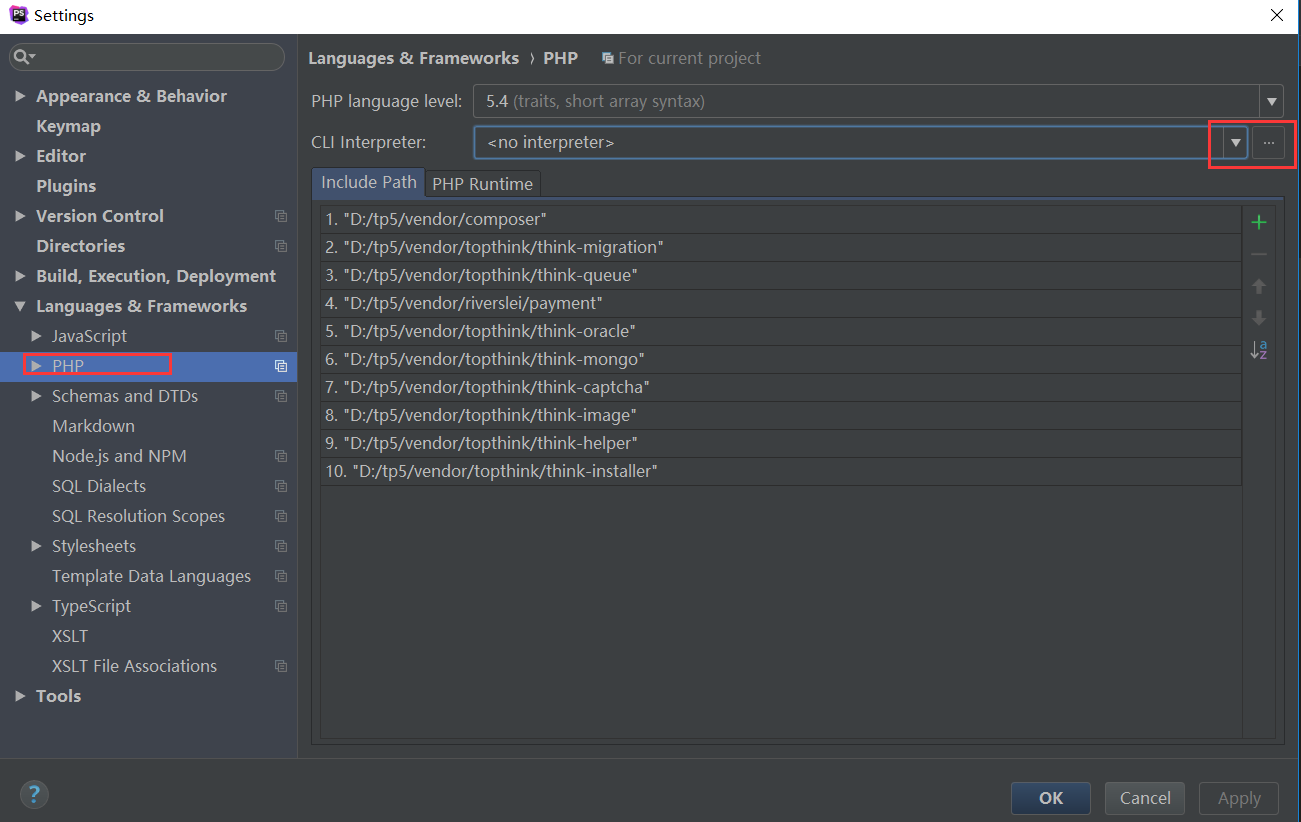 PS Settings
Appearance & Behavior
Keymap
Editor
Plugins
Version Control
Directories
Build, Execution, Deployment
Languages & Frameworks
JavaScript
PHP
Schemas and DTDs
Markdown
Node.js and NPM
SQL Dialects
SQL Resolution Scopes
Stylesheets
Template Data Languages
TypeScript
XSLT
XSLT File Associations
Tools
Languages & Frameworks › PHP For current project
PHP language level: 5.4 (traits, short array syntax)
CLI Interpreter: <no interpreter> ...
Include Path PHP Runtime
1. "D:/tp5/vendor/composer"
2. "D:/tp5/vendor/topthink/think-migration"
3. "D:/tp5/vendor/topthink/think-queue"
4. "D:/tp5/vendor/riverslei/payment"
5. "D:/tp5/vendor/topthink/think-oracle"
6. "D:/tp5/vendor/topthink/think-mongo"
7. "D:/tp5/vendor/topthink/think-captcha"
8. "D:/tp5/vendor/topthink/think-image"
9. "D:/tp5/vendor/topthink/think-helper"
10. "D:/tp5/vendor/topthink/think-installer"
a
z
? OK Cancel Apply